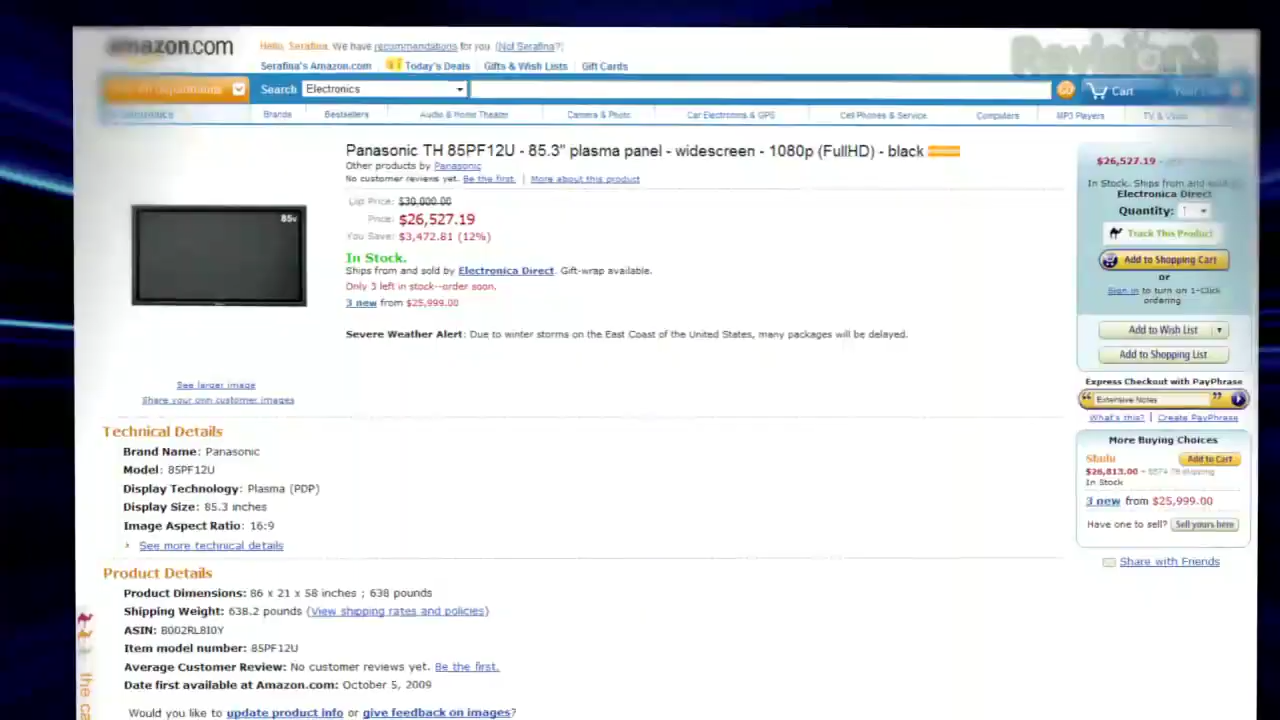 amazon.com
Hello, Serafina. We have recommendations for you. (Not Serafina?)
Serafina's Amazon.com Today's Deals Gifts & Wish Lists Gift Cards
Search Electronics GO Cart
Electronics Brands Bestsellers Audio & Home Theater Camera & Photo Car Electronics & GPS Cell Phones & Service Computers MP3 Players TV & Video
Panasonic TH 85PF12U - 85.3" plasma panel - widescreen - 1080p (FullHD) - black
Other products by Panasonic
No customer reviews yet. Be the first. | More about this product
List Price: $30,000.00
Price: $26,527.19
You Save: $3,472.81 (12%)
In Stock.
Ships from and sold by Electronica Direct. Gift-wrap available.
Only 3 left in stock--order soon.
3 new from $25,999.00
Severe Weather Alert: Due to winter storms on the East Coast of the United States, many packages will be delayed.
85v
See larger image
Share your own customer images
Technical Details
Brand Name: Panasonic
Model: 85PF12U
Display Technology: Plasma (PDP)
Display Size: 85.3 inches
Image Aspect Ratio: 16:9
› See more technical details
Product Details
Product Dimensions: 86 x 21 x 58 inches ; 638 pounds
Shipping Weight: 638.2 pounds (View shipping rates and policies)
ASIN: B002RL8I0Y
Item model number: 85PF12U
Average Customer Review: No customer reviews yet. Be the first.
Date first available at Amazon.com: October 5, 2009
Would you like to update product info or give feedback on images?
$26,527.19
In Stock. Ships from and sold
Electronica Direct
Quantity: 1
Track This Product
Add to Shopping Cart
or
Sign in to turn on 1-Click
ordering
Add to Wish List
Add to Shopping List
Express Checkout with PayPhrase
Extensive Notes
What's this? | Create PayPhrase
More Buying Choices
Add to Cart
$26,813.00
In Stock
3 new from $25,999.00
Have one to sell? Sell yours here
Share with Friends
the ca